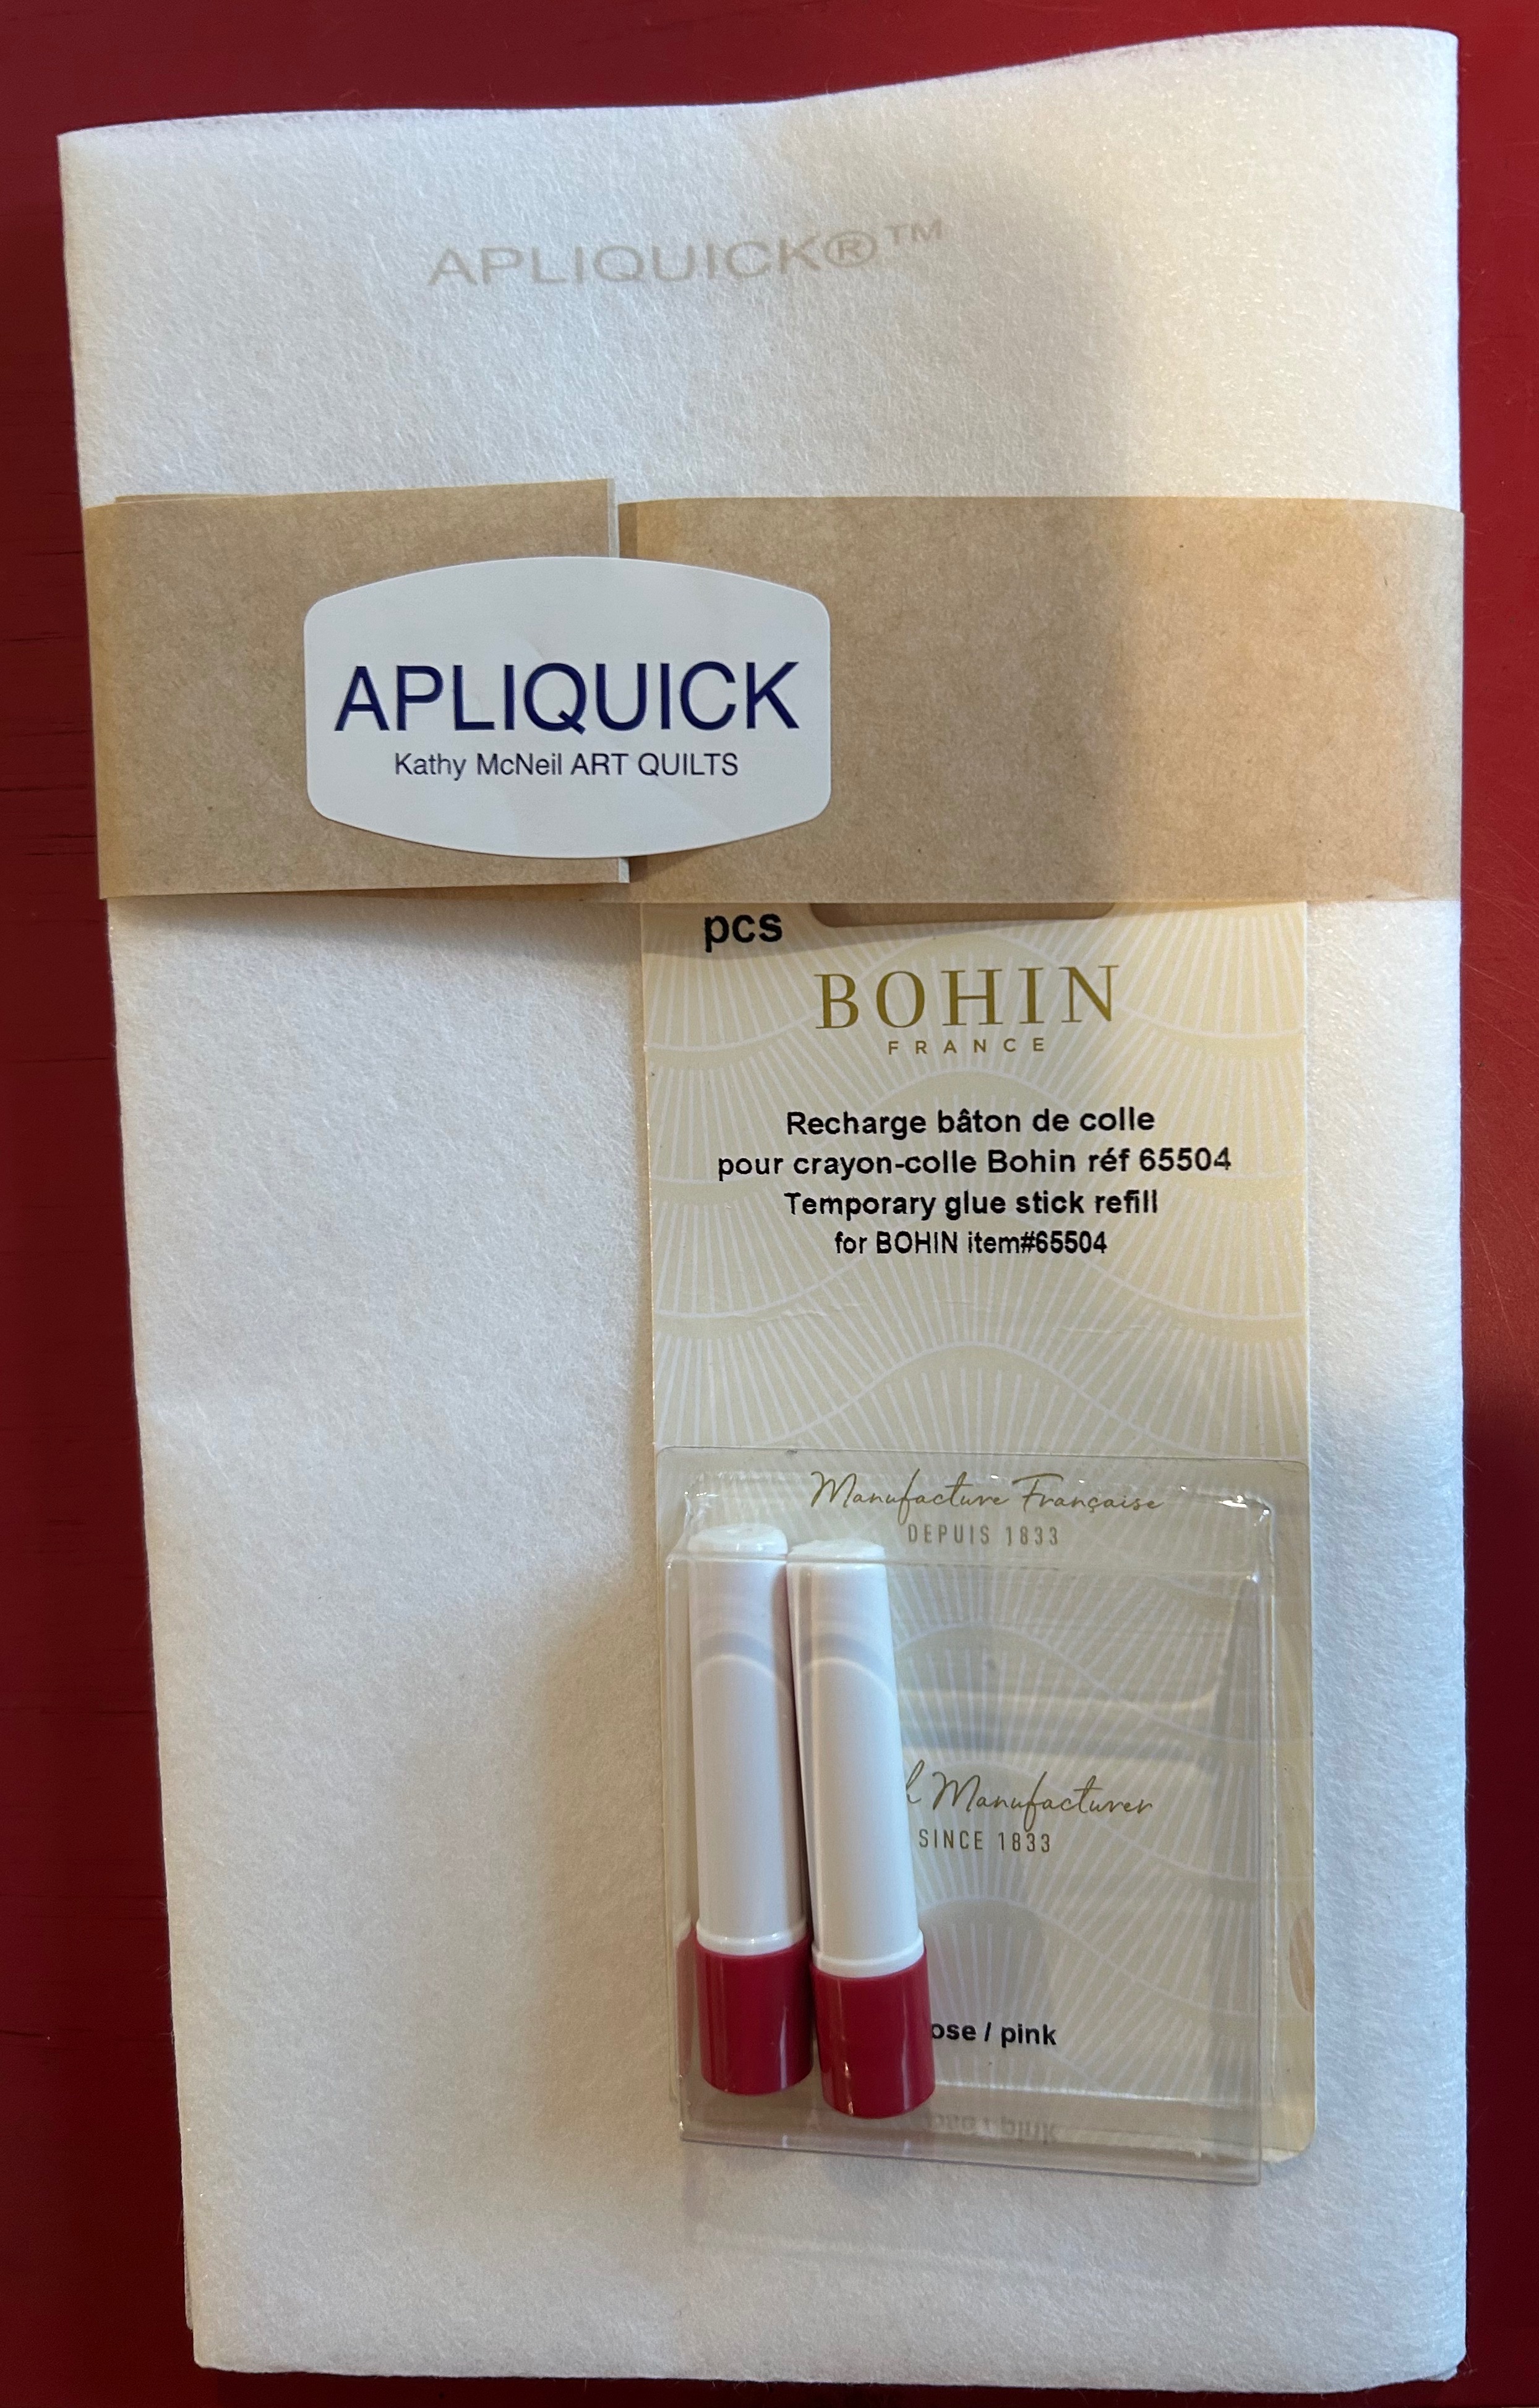 APLIQUICK®™
APLIQUICK
Kathy McNeil ART QUILTS
pcs
BOHIN
FRANCE
Recharge bâton de colle
pour crayon-colle Bohin réf 65504
Temporary glue stick refill
for BOHIN item#65504
Manufacture Française
DEPUIS 1833
Manufacturer
SINCE 1833
/ pink